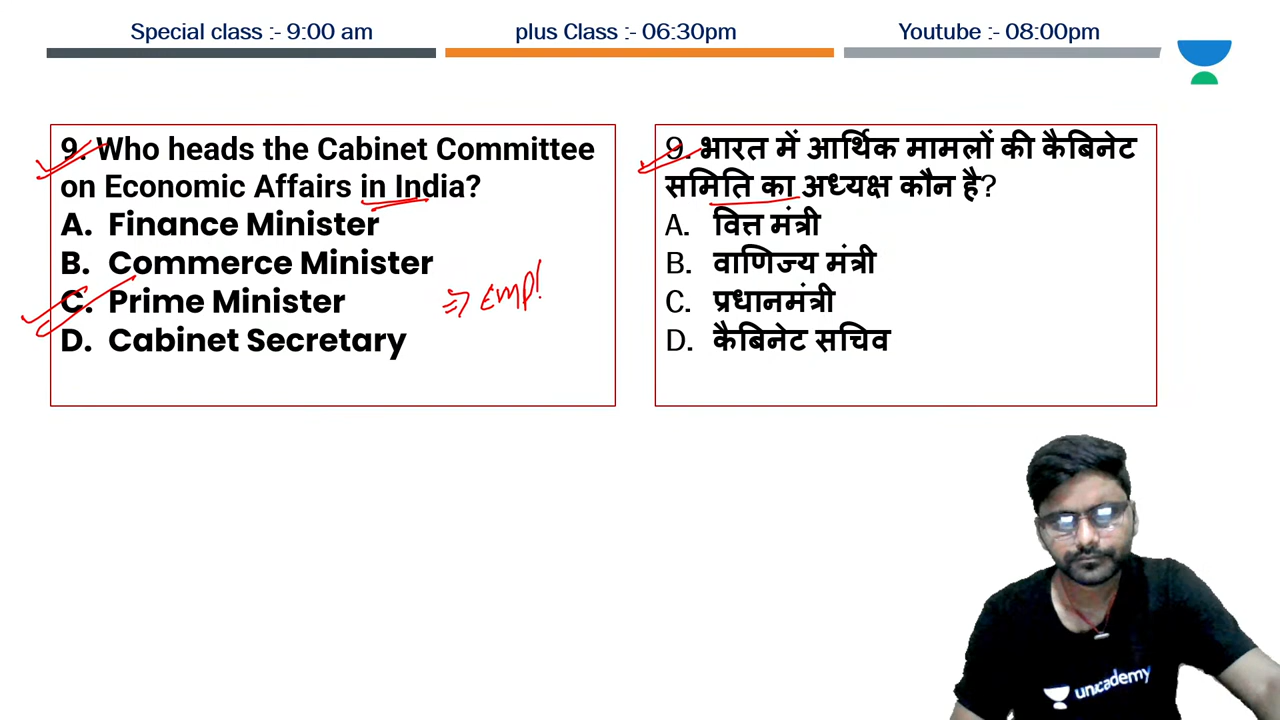 Special class :- 9:00 am
plus Class :- 06:30pm
Youtube :- 08:00pm
9. Who heads the Cabinet Committee
on Economic Affairs in India?
A. Finance Minister
B. Commerce Minister
C. Prime Minister
D. Cabinet Secretary
⇒ Emp!
9. भारत में आर्थिक मामलों की कैबिनेट
समिति का अध्यक्ष कौन है?
A. वित्त मंत्री
B. वाणिज्य मंत्री
C. प्रधानमंत्री
D. कैबिनेट सचिव
unacademy